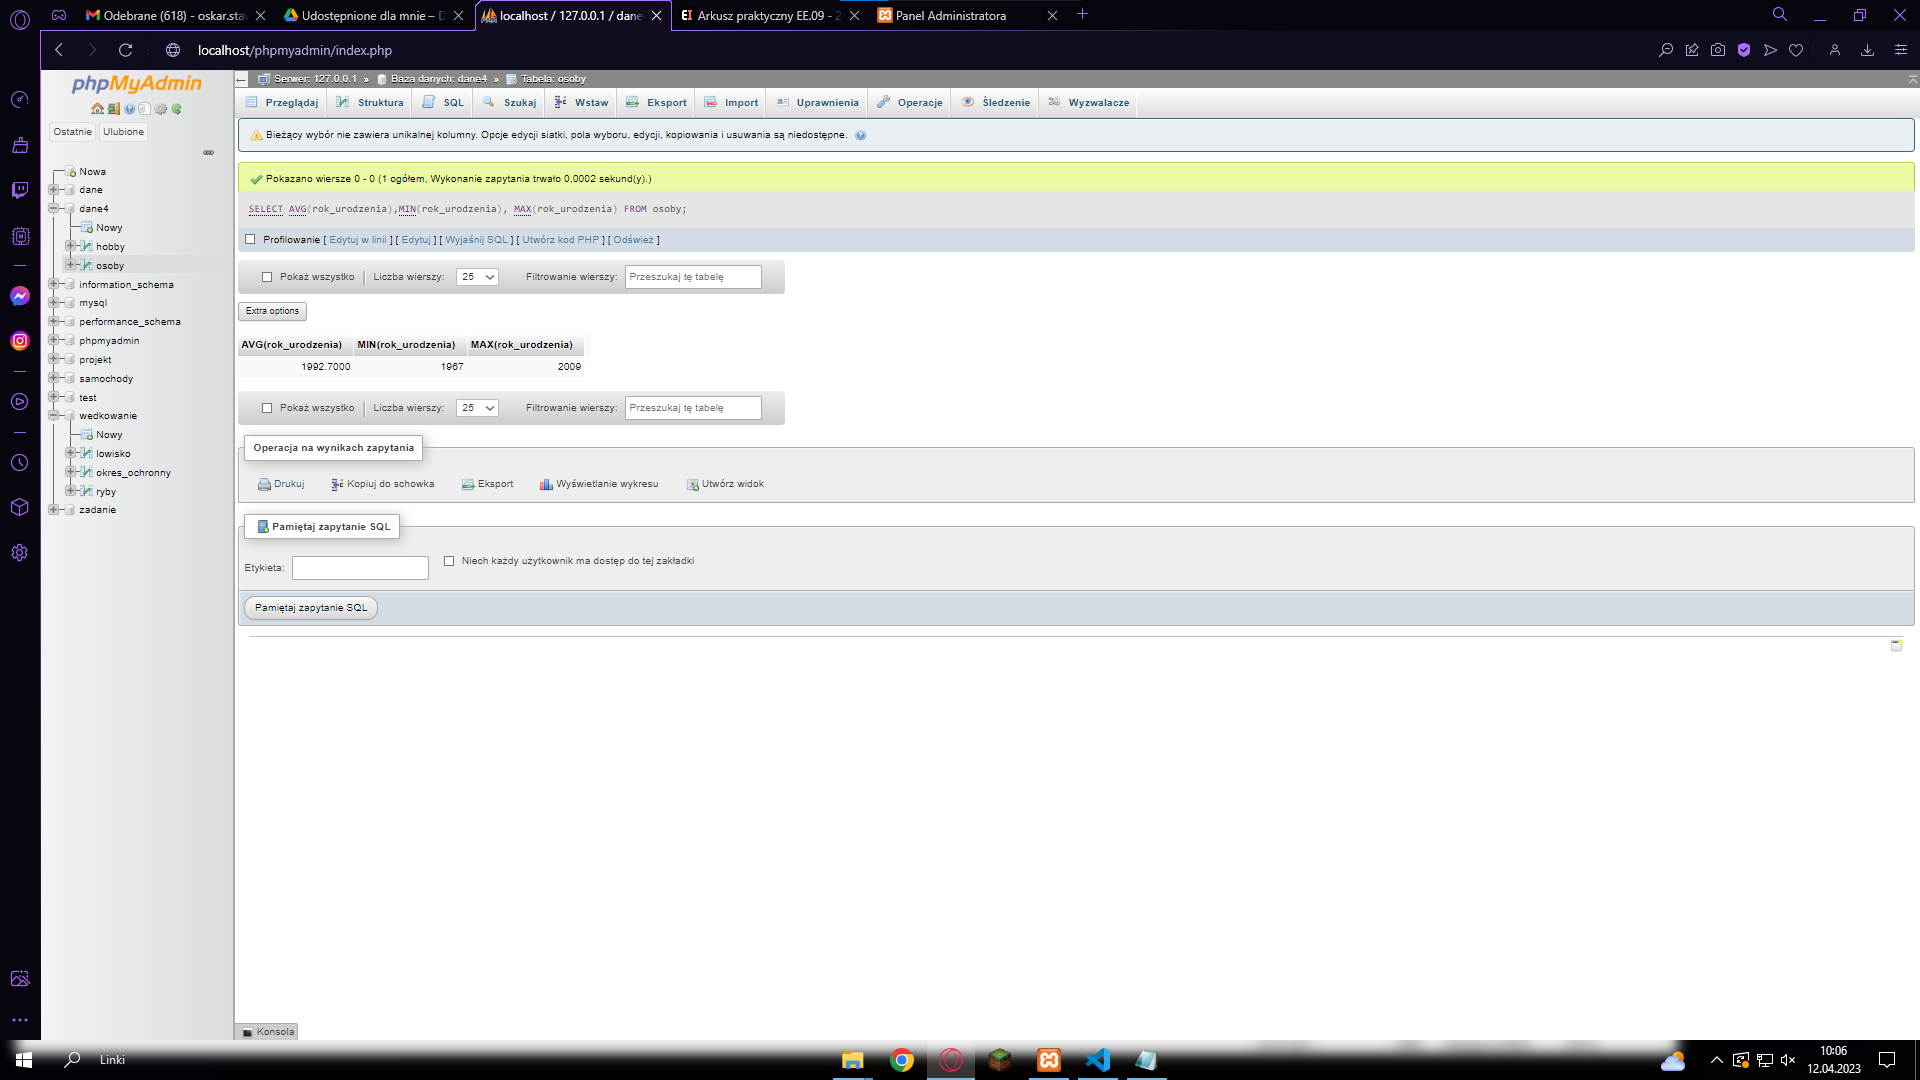 Odebrane (618) - oskar.sta
Udostępnione dla mnie – D
localhost / 127.0.0.1 / dane
Arkusz praktyczny EE.09 - 2
Panel Administratora
localhost/phpmyadmin/index.php
phpMyAdmin
Ostatnie
Ulubione
Nowa
dane
dane4
Nowy
hobby
osoby
information_schema
mysql
performance_schema
phpmyadmin
projekt
samochody
test
wedkowanie
Nowy
lowisko
okres_ochronny
ryby
zadanie
Serwer: 127.0.0.1 » Baza danych: dane4 » Tabela: osoby
Przeglądaj Struktura SQL Szukaj Wstaw Eksport Import Uprawnienia Operacje Śledzenie Wyzwalacze
Bieżący wybór nie zawiera unikalnej kolumny. Opcje edycji siatki, pola wyboru, edycji, kopiowania i usuwania są niedostępne.
Pokazano wiersze 0 - 0 (1 ogółem, Wykonanie zapytania trwało 0,0002 sekund(y).)
SELECT AVG(rok_urodzenia),MIN(rok_urodzenia), MAX(rok_urodzenia) FROM osoby;
Profilowanie [ Edytuj w linii ] [ Edytuj ] [ Wyjaśnij SQL ] [ Utwórz kod PHP ] [ Odśwież ]
Pokaż wszystko | Liczba wierszy: 25 Filtrowanie wierszy: Przeszukaj tę tabelę
Extra options
AVG(rok_urodzenia) MIN(rok_urodzenia) MAX(rok_urodzenia)
1992.7000 1967 2009
Pokaż wszystko | Liczba wierszy: 25 Filtrowanie wierszy: Przeszukaj tę tabelę
Operacja na wynikach zapytania
Drukuj Kopiuj do schowka Eksport Wyświetlanie wykresu Utwórz widok
Pamiętaj zapytanie SQL
Etykieta: Niech każdy użytkownik ma dostęp do tej zakładki
Pamiętaj zapytanie SQL
Konsola
Linki
10:06
12.04.2023